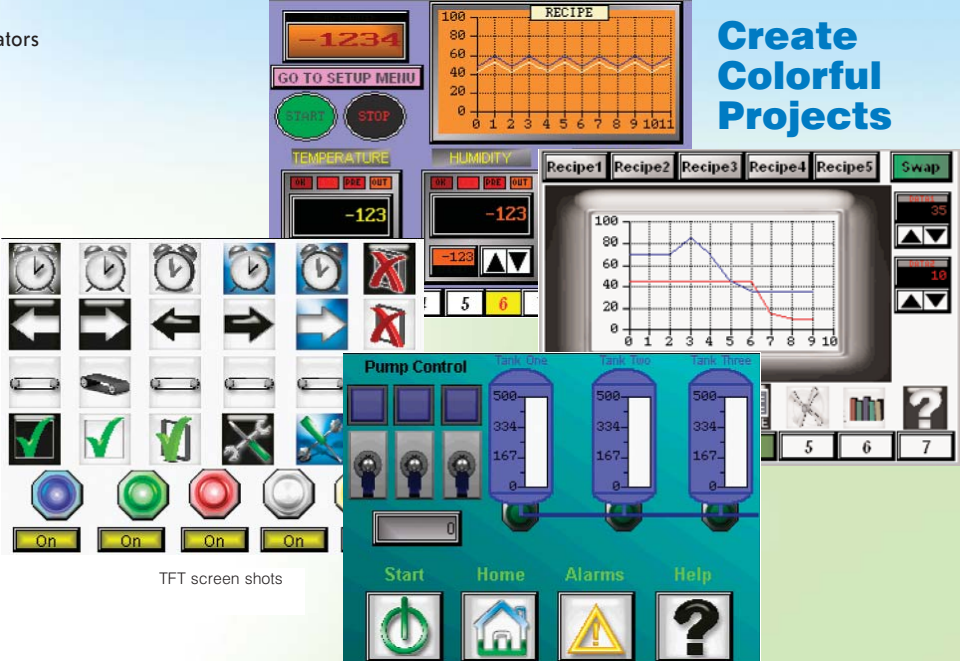 ators
Create
Colorful
Projects
-1234
GO TO SETUP MENU
START STOP
RECIPE
100
80
60
40
20
0
0 1 2 3 4 5 6 7 8 9 1011
TEMPERATURE
HUMIDITY
OK PRE OUT
PRE OUT
-123
-123
-123
5 6
Recipe1 Recipe2 Recipe3 Recipe4 Recipe5 Swap
100
80
60
40
20
0
0 1 2 3 4 5 6 7 8 9 10
35
10
5 6 7
On On On On
TFT screen shots
Pump Control
Tank One Tank Two Tank Three
500 500 500
334 334 334
167 167 167
0 0 0
0
Start Home Alarms Help